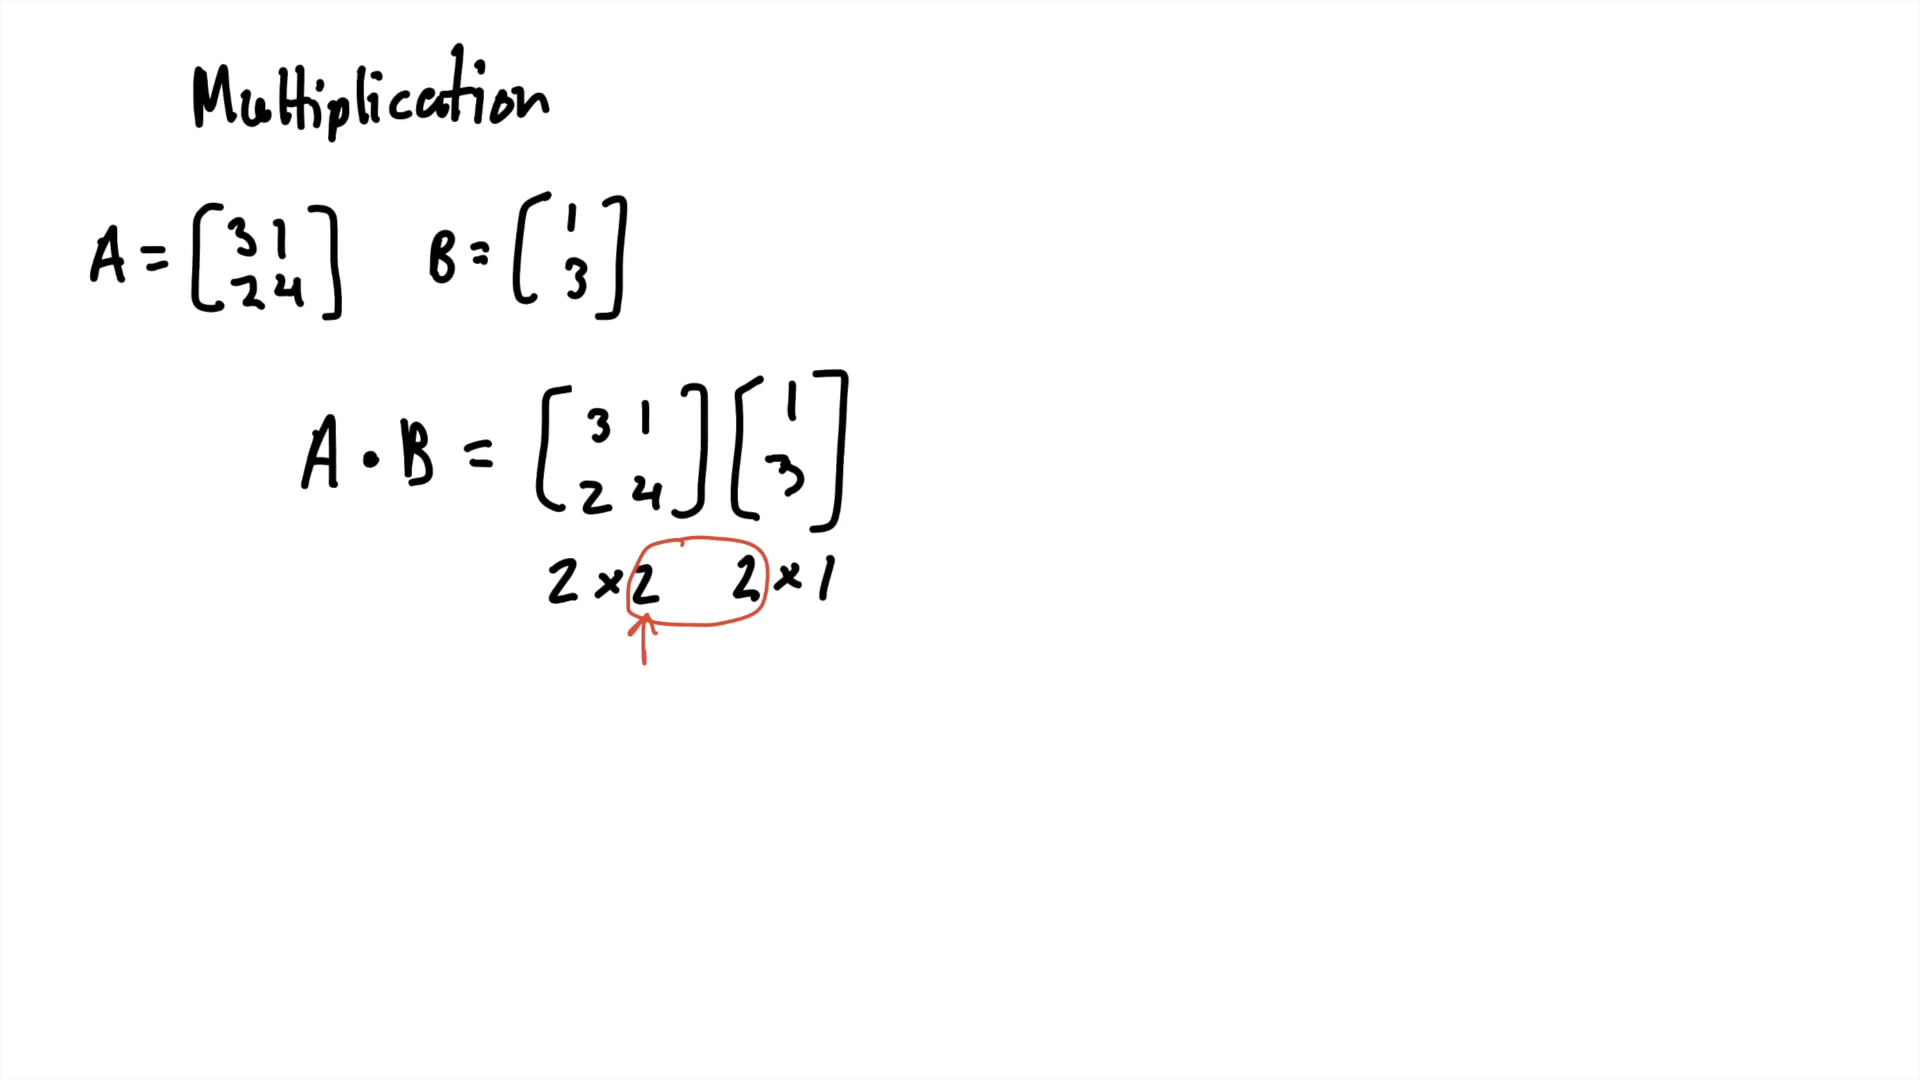 Multiplication
A = [3 1 B = [1
2 4] 3]
A · B = [3 1 [1
2 4] 3]
2 × 2 2 × 1